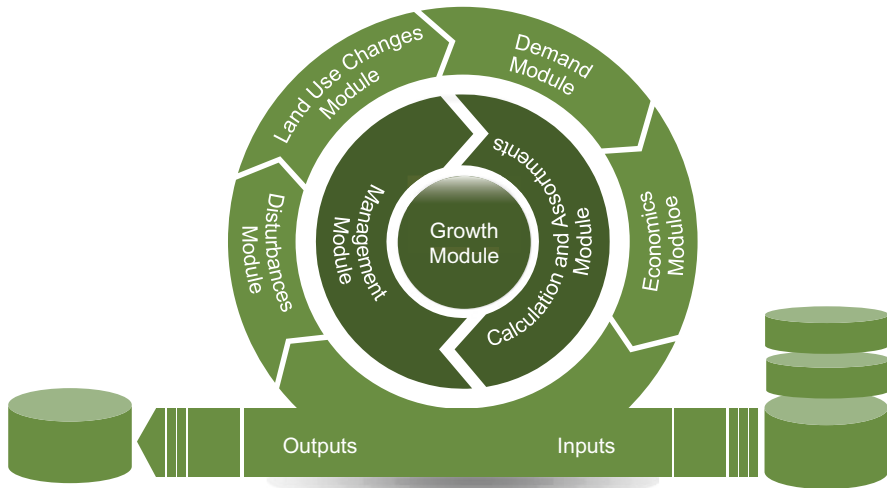 Land Use Changes
Module
Demand
Module
Economics
Moduloe
Disturbances
Module
Management
Module
Calculation and Assortments
Module
Growth
Module
Outputs
Inputs